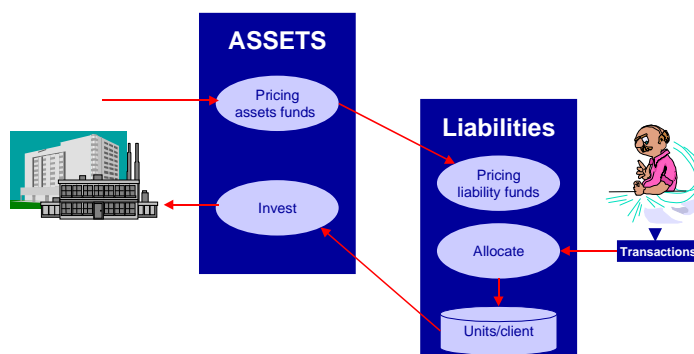 ASSETS
Pricing
assets funds
Invest
Liabilities
Pricing
liability funds
Allocate
Units/client
Transactions